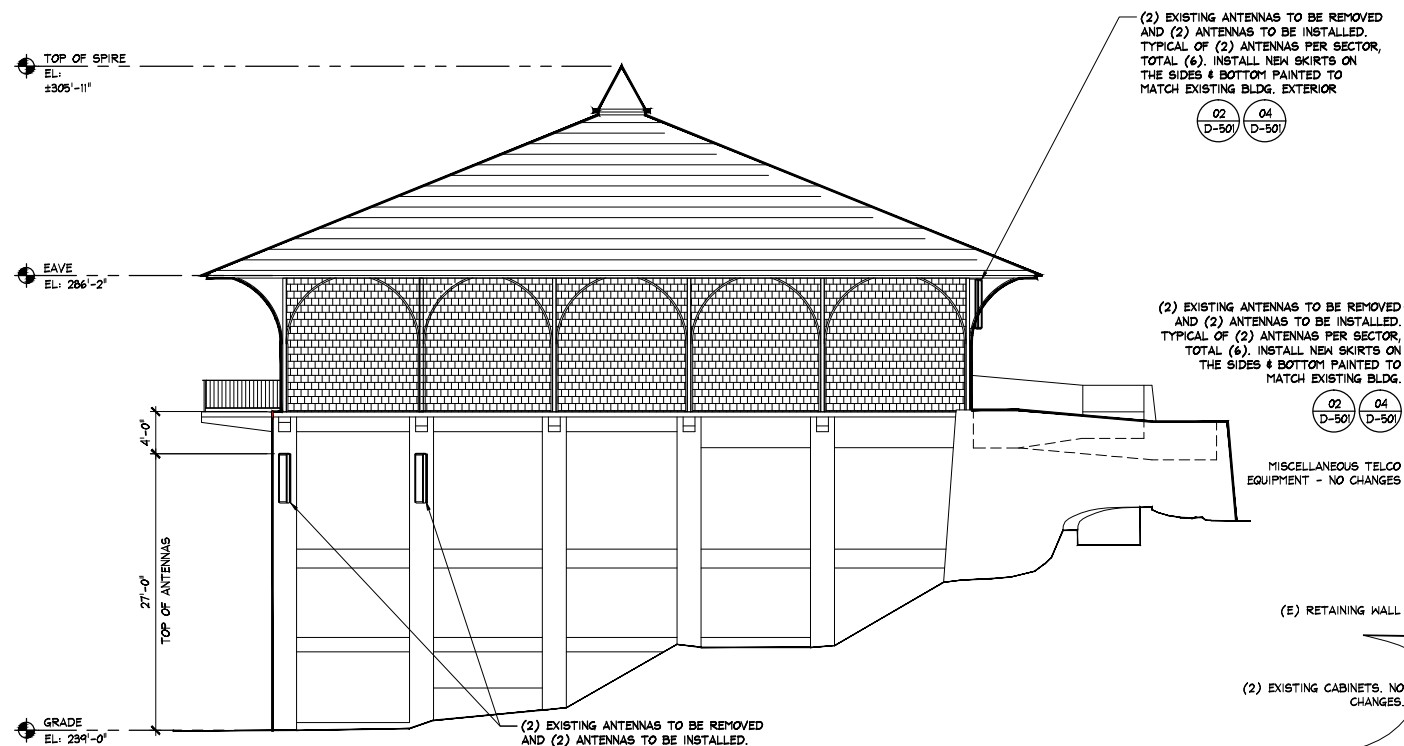 (2) EXISTING ANTENNAS TO BE REMOVED
AND (2) ANTENNAS TO BE INSTALLED.
TYPICAL OF (2) ANTENNAS PER SECTOR,
TOTAL (6). INSTALL NEW SKIRTS ON
THE SIDES & BOTTOM PAINTED TO
MATCH EXISTING BLDG. EXTERIOR
02 04
D-501 D-501
TOP OF SPIRE
EL:
±305'-11"
EAVE
EL: 286'-2"
(2) EXISTING ANTENNAS TO BE REMOVED
AND (2) ANTENNAS TO BE INSTALLED.
TYPICAL OF (2) ANTENNAS PER SECTOR,
TOTAL (6). INSTALL NEW SKIRTS ON
THE SIDES & BOTTOM PAINTED TO
MATCH EXISTING BLDG.
02 04
D-501 D-501
4'-0"
MISCELLANEOUS TELCO
EQUIPMENT - NO CHANGES
27'-0"
TOP OF ANTENNAS
(E) RETAINING WALL
(2) EXISTING CABINETS. NO
CHANGES.
GRADE
EL: 239'-0"
(2) EXISTING ANTENNAS TO BE REMOVED
AND (2) ANTENNAS TO BE INSTALLED.